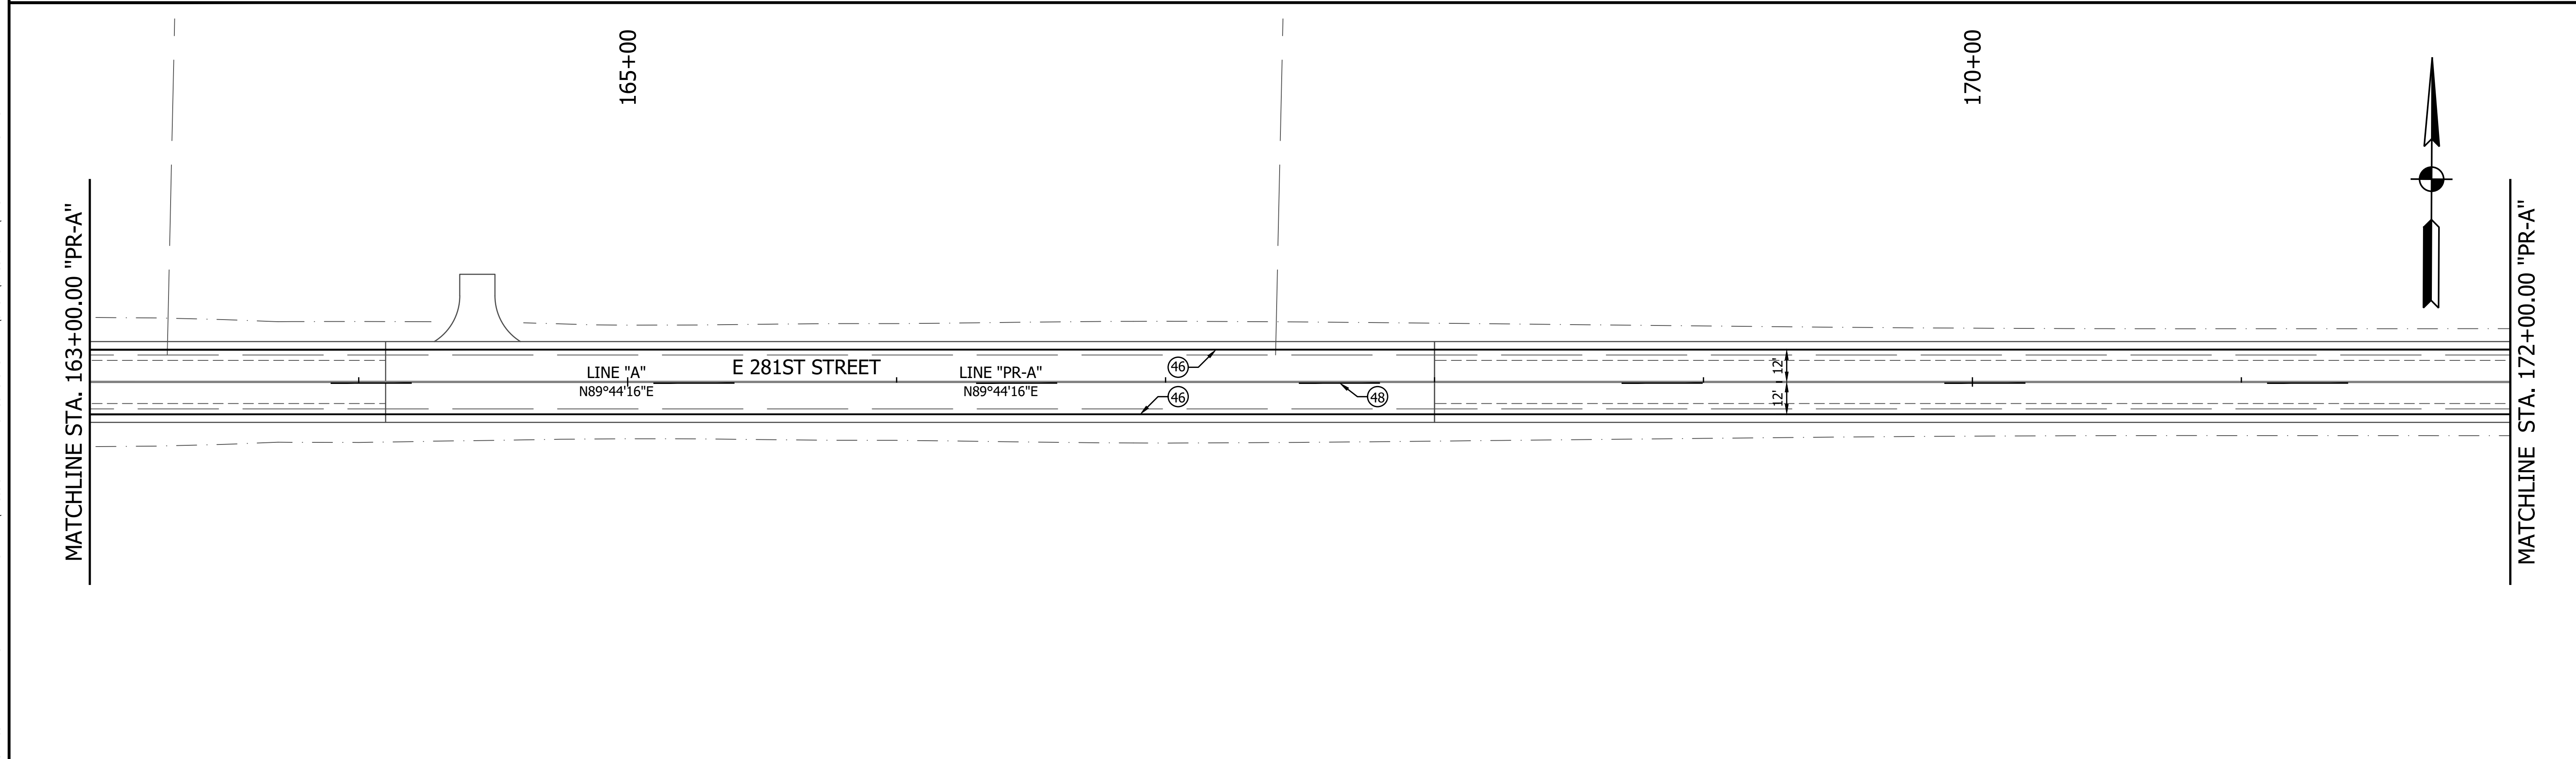 165+00
170+00
MATCHLINE STA. 163+00.00 "PR-A"
E 281ST STREET
LINE "A"
N89°44'16"E
LINE "PR-A"
N89°44'16"E
46
46
48
12'
12'
MATCHLINE STA. 172+00.00 "PR-A"